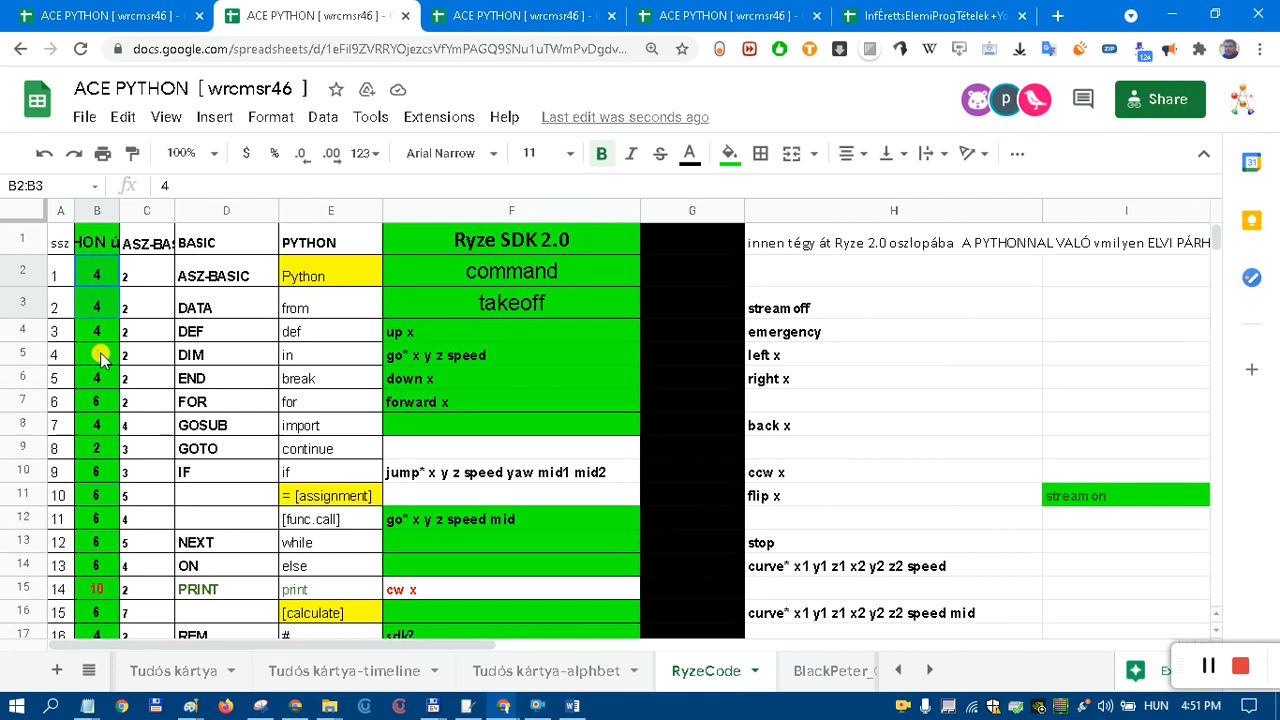 ACE PYTHON [ wrcmsr46 ] - G
ACE PYTHON [ wrcmsr46 ] - G
ACE PYTHON [ wrcmsr46 ] - G
ACE PYTHON [ wrcmsr46 ] - G
InfÉrettsElemiProgTételek +Yo
docs.google.com/spreadsheets/d/1eFiI9ZVRRYOjezcsVfYmPAGQ9SNu1uTWmPvDgdv...
ACE PYTHON [ wrcmsr46 ]
File Edit View Insert Format Data Tools Extensions Help Last edit was seconds ago
p Share
100% $ % .0 .00 123 Arial Narrow 11 B I S A
B2:B3 fx 4
A B C D E F G H I
1 ssz HON ú ASZ-BAS BASIC PYTHON Ryze SDK 2.0 innen tégy át Ryze 2.0 oszlopába A PYTHONNAL VALÓ vmilyen ELVI PÁRH
2 1 4 2 ASZ-BASIC Python command
3 2 4 2 DATA from takeoff stream off
4 3 4 2 DEF def up x emergency
5 4 2 DIM in go* x y z speed left x
6 5 4 2 END break down x right x
7 6 6 2 FOR for forward x
8 7 4 4 GOSUB import back x
9 8 2 3 GOTO continue
10 9 6 3 IF if jump* x y z speed yaw mid1 mid2 ccw x
11 10 6 5 = [assignment] flip x stream on
12 11 6 4 [func.call] go* x y z speed mid
13 12 6 5 NEXT while stop
14 13 6 4 ON else curve* x1 y1 z1 x2 y2 z2 speed
15 14 10 2 PRINT print cw x
16 15 6 7 [calculate] curve* x1 y1 z1 x2 y2 z2 speed mid
17 16 4 2 REM # sdk?
Tudós kártya Tudós kártya-timeline Tudós kártya-alphbet RyzeCode BlackPeter_
HUN 4:51 PM